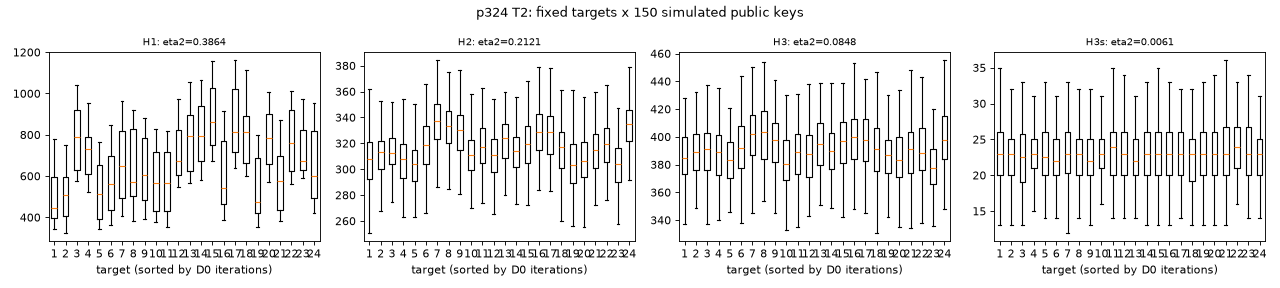 p324 T2: fixed targets x 150 simulated public keys
H1: eta2=0.3864
1200
1000
800
600
400
1 2 3 4 5 6 7 8 9 10 11 12 13 14 15 16 17 18 19 20 21 22 23 24
target (sorted by D0 iterations)
H2: eta2=0.2121
380
360
340
320
300
280
260
1 2 3 4 5 6 7 8 9 10 11 12 13 14 15 16 17 18 19 20 21 22 23 24
target (sorted by D0 iterations)
H3: eta2=0.0848
460
440
420
400
380
360
340
1 2 3 4 5 6 7 8 9 10 11 12 13 14 15 16 17 18 19 20 21 22 23 24
target (sorted by D0 iterations)
H3s: eta2=0.0061
35
30
25
20
15
1 2 3 4 5 6 7 8 9 10 11 12 13 14 15 16 17 18 19 20 21 22 23 24
target (sorted by D0 iterations)